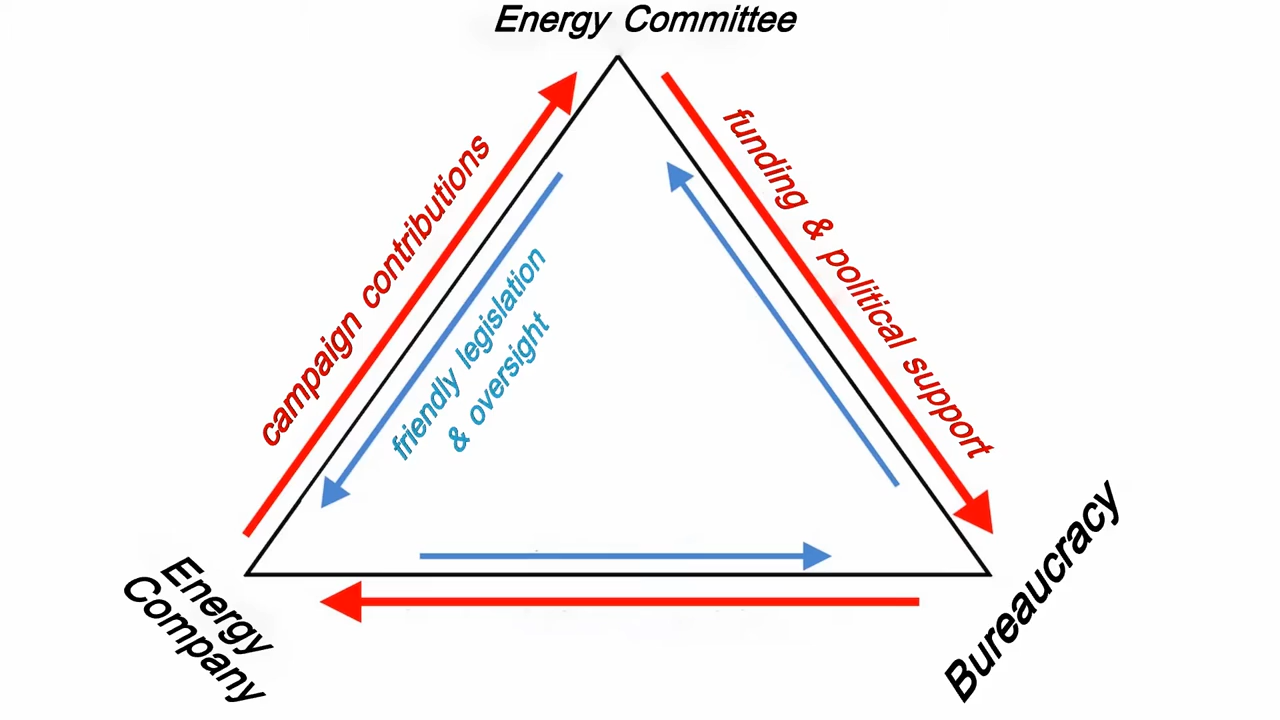 Energy Committee
campaign contributions
funding & political support
friendly legislation
& oversight
Energy
Company
Bureaucracy